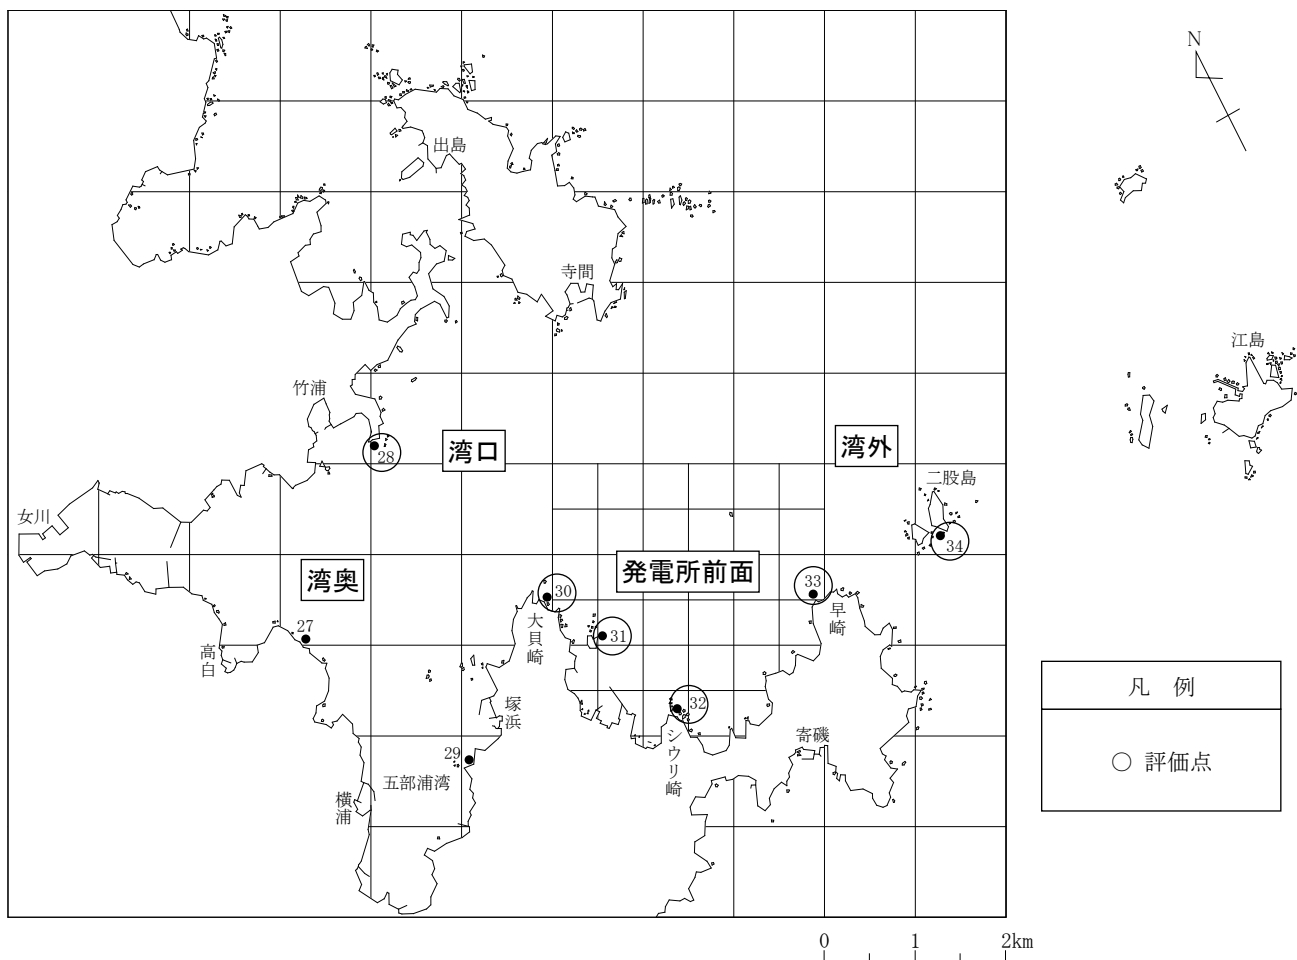 N
出島
寺間
江島
竹浦
湾口
湾外
28
二股島
女川
34
湾奥
発電所前面
33
30
早崎
27
大貝崎
31
高白
塚浜
32
シウリ崎
寄磯
29
五部浦湾
横浦
凡 例
○ 評価点
0 1 2km